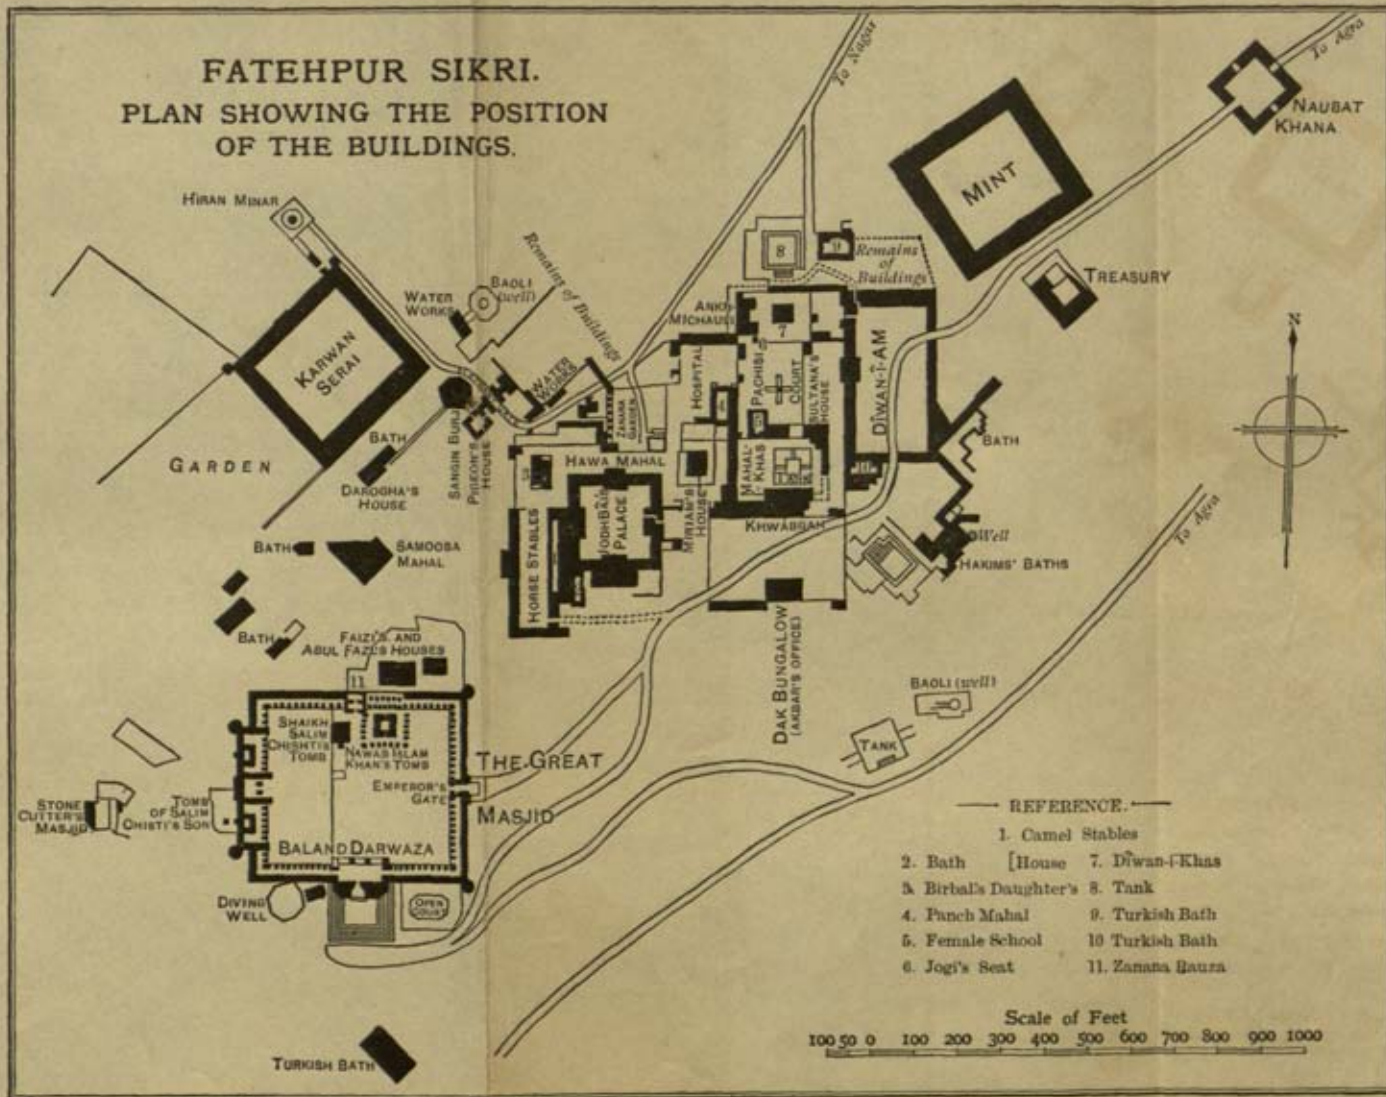 FATEHPUR SIKRI.
PLAN SHOWING THE POSITION
OF THE BUILDINGS.
To Nagar
To Agra
NAUBAT
KHANA.
MINT
TREASURY
HIRAN MINAR
BAOLI
(well)
WATER
WORKS
Remains of Buildings
8
9
Remains
of
Buildings
ANKH
MICHAULI
7
KARWAN
SERAI
WATER
WORKS
ZANANA
GARDEN
HOSPITAL
PACHISI
COURT
SULTANA'S
HOUSE
DIWAN-I-AM
N
BATH
GARDEN
BATH
DAROGHA'S
HOUSE
SANGIN BURJ
PIGEON'S
HOUSE
HAWA MAHAL
MAHAL
-KHAS
JODH BAI'S
PALACE
MIRIAM'S
HOUSE
KHWABGAH
HORSE STABLES
BATH
SAMOOSA
MAHAL
Well
HAKIMS' BATHS
To Agra
BATH
FAIZI'S AND
ABUL FAZL'S HOUSES
11
DAK BUNGALOW
(AKBAR'S OFFICE)
BAOLI (well)
TANK
SHAIKH
SALIM
CHISHTI'S
TOMB
NAWAB ISLAM
KHAN'S TOMB
EMPEROR'S
GATE
THE GREAT
MASJID
STONE
CUTTER'S
MASJID
TOMB
OF SALIM
CHISTI'S SON
BALAND DARWAZA
DIVING
WELL
OPEN
COURT
TURKISH BATH
REFERENCE.
1. Camel Stables
2. Bath [House 7. Dîwan-i-Khas
3. Birbal's Daughter's 8. Tank
4. Panch Mahal 9. Turkish Bath
5. Female School 10 Turkish Bath
6. Jogi's Seat 11. Zanana Rauza
Scale of Feet
100 50 0 100 200 300 400 500 600 700 800 900 1000